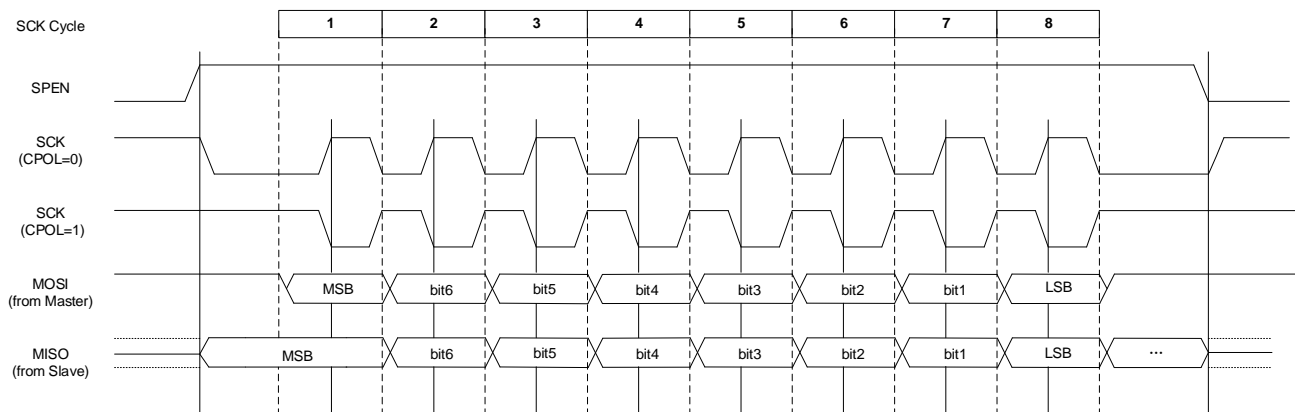 SCK Cycle 1 2 3 4 5 6 7 8
SPEN
SCK
(CPOL=0)
SCK
(CPOL=1)
MOSI
(from Master)
MSB bit6 bit5 bit4 bit3 bit2 bit1 LSB
MISO
(from Slave)
MSB bit6 bit5 bit4 bit3 bit2 bit1 LSB ...